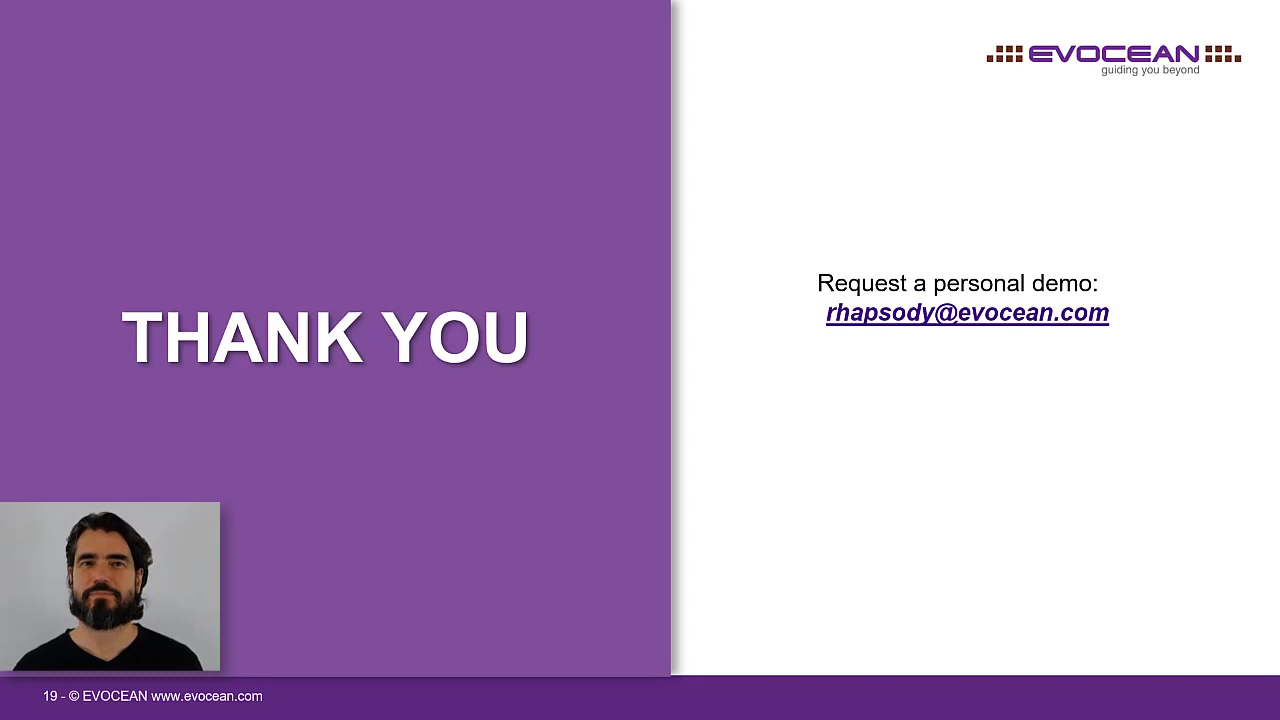 EVOCEAN
guiding you beyond
THANK YOU
Request a personal demo:
rhapsody@evocean.com
19 - © EVOCEAN www.evocean.com